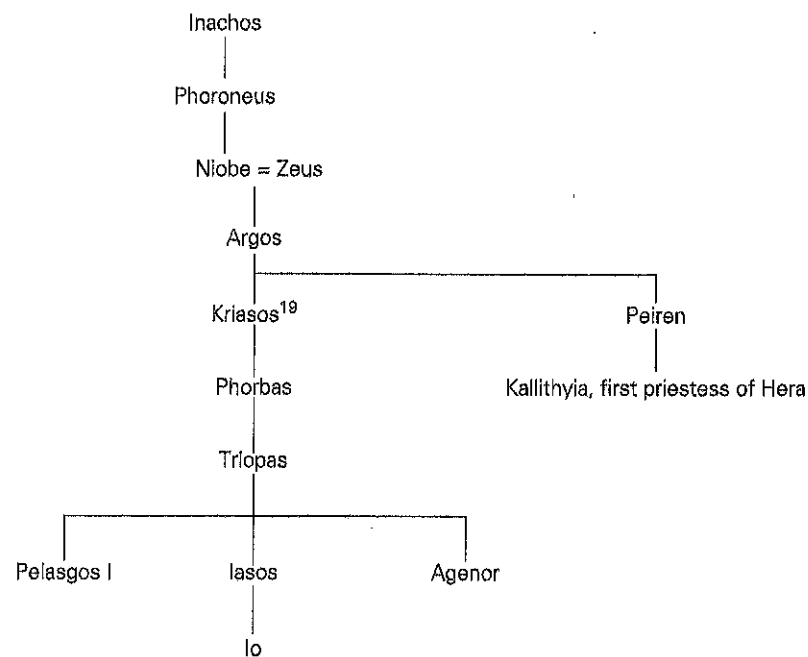 Inachos
Phoroneus
Niobe = Zeus
Argos
Kriasos¹⁹ Peiren
Phorbas Kallithyia, first priestess of Hera
Triopas
Pelasgos I Iasos Agenor
Io